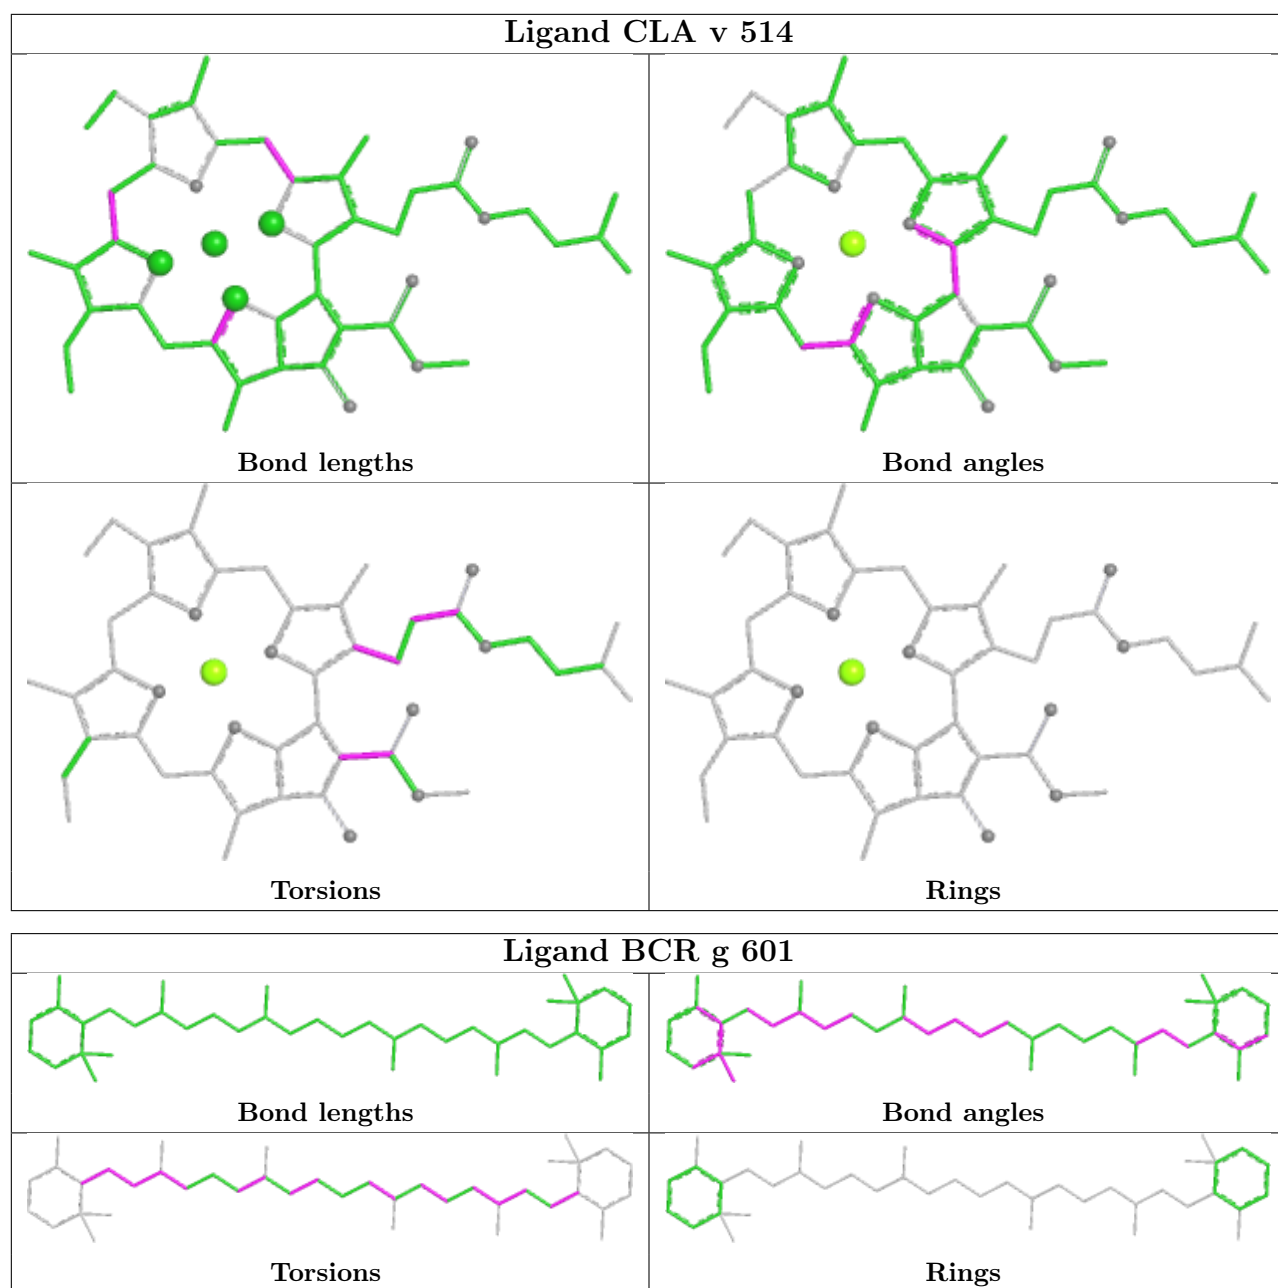 Ligand CLA v 514
Bond lengths
Bond angles
Torsions
Rings
Ligand BCR g 601
Bond lengths
Bond angles
Torsions
Rings